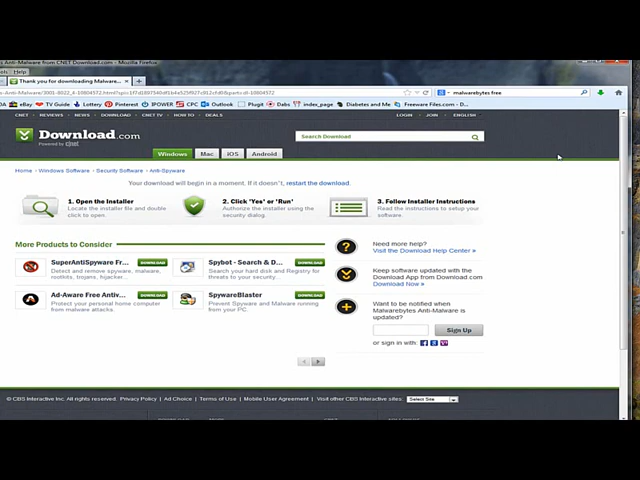 s Anti-Malware from CNET Download.com - Mozilla Firefox
ols Help
Thank you for downloading Malware...
malwarebytes free
eBay TV Guide Lottery Pinterest IPOWER CPC Outlook Plugit Dabs index_page Diabetes and Me Freeware Files.com - D...
CNET REVIEWS NEWS DOWNLOAD CNET TV HOW TO DEALS
LOGIN JOIN ENGLISH
Download.com
Powered by cnet
Search Download
Windows Mac iOS Android
Home Windows Software Security Software Anti-Spyware
Your download will begin in a moment. If it doesn't, restart the download.
1. Open the Installer
Locate the installer file and double
click to open.
2. Click 'Yes' or 'Run'
Authorize the installer using the
security dialog.
3. Follow Installer Instructions
Read the instructions to setup your
software.
More Products to Consider
SuperAntiSpyware Fr...
DOWNLOAD
Detect and remove spyware, malware,
rootkits, trojans, hijacker...
Spybot - Search & D...
DOWNLOAD
Search your hard disk and Registry for
threats to your security...
Ad-Aware Free Antiv...
DOWNLOAD
Protect your personal home computer
from malware attacks.
SpywareBlaster
DOWNLOAD
Prevent Spyware and Malware running
from your PC.
Need more help?
Visit the Download Help Center »
Keep software updated with the
Download App from Download.com
Download Now »
Want to be notified when
Malwarebytes Anti-Malware is
updated?
Sign Up
or sign in with:
© CBS Interactive Inc. All rights reserved. Privacy Policy | Ad Choice | Terms of Use | Mobile User Agreement | Visit other CBS Interactive sites: Select Site